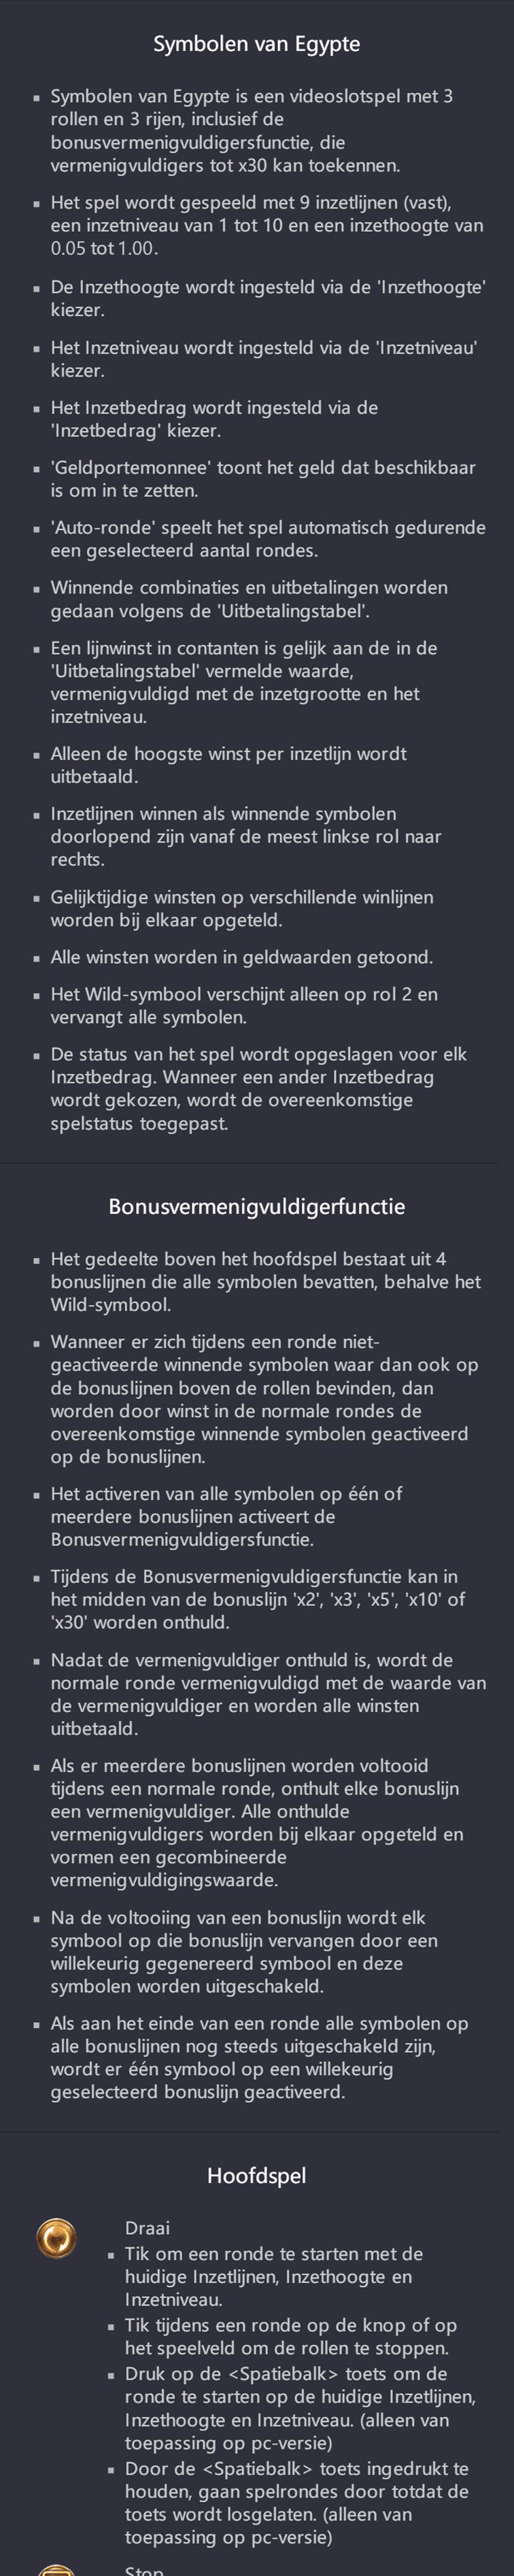 Symbolen van Egypte
▪ Symbolen van Egypte is een videoslotspel met 3
rollen en 3 rijen, inclusief de
bonusvermenigvuldigersfunctie, die
vermenigvuldigers tot x30 kan toekennen.
▪ Het spel wordt gespeeld met 9 inzetlijnen (vast),
een inzetniveau van 1 tot 10 en een inzethoogte van
0.05 tot 1.00.
▪ De Inzethoogte wordt ingesteld via de 'Inzethoogte'
kiezer.
▪ Het Inzetniveau wordt ingesteld via de 'Inzetniveau'
kiezer.
▪ Het Inzetbedrag wordt ingesteld via de
'Inzetbedrag' kiezer.
▪ 'Geldportemonnee' toont het geld dat beschikbaar
is om in te zetten.
▪ 'Auto-ronde' speelt het spel automatisch gedurende
een geselecteerd aantal rondes.
▪ Winnende combinaties en uitbetalingen worden
gedaan volgens de 'Uitbetalingstabel'.
▪ Een lijnwinst in contanten is gelijk aan de in de
'Uitbetalingstabel' vermelde waarde,
vermenigvuldigd met de inzetgrootte en het
inzetniveau.
▪ Alleen de hoogste winst per inzetlijn wordt
uitbetaald.
▪ Inzetlijnen winnen als winnende symbolen
doorlopend zijn vanaf de meest linkse rol naar
rechts.
▪ Gelijktijdige winsten op verschillende winlijnen
worden bij elkaar opgeteld.
▪ Alle winsten worden in geldwaarden getoond.
▪ Het Wild-symbool verschijnt alleen op rol 2 en
vervangt alle symbolen.
▪ De status van het spel wordt opgeslagen voor elk
Inzetbedrag. Wanneer een ander Inzetbedrag
wordt gekozen, wordt de overeenkomstige
spelstatus toegepast.
Bonusvermenigvuldigerfunctie
▪ Het gedeelte boven het hoofdspel bestaat uit 4
bonuslijnen die alle symbolen bevatten, behalve het
Wild-symbool.
▪ Wanneer er zich tijdens een ronde niet-
geactiveerde winnende symbolen waar dan ook op
de bonuslijnen boven de rollen bevinden, dan
worden door winst in de normale rondes de
overeenkomstige winnende symbolen geactiveerd
op de bonuslijnen.
▪ Het activeren van alle symbolen op één of
meerdere bonuslijnen activeert de
Bonusvermenigvuldigersfunctie.
▪ Tijdens de Bonusvermenigvuldigersfunctie kan in
het midden van de bonuslijn 'x2', 'x3', 'x5', 'x10' of
'x30' worden onthuld.
▪ Nadat de vermenigvuldiger onthuld is, wordt de
normale ronde vermenigvuldigd met de waarde van
de vermenigvuldiger en worden alle winsten
uitbetaald.
▪ Als er meerdere bonuslijnen worden voltooid
tijdens een normale ronde, onthult elke bonuslijn
een vermenigvuldiger. Alle onthulde
vermenigvuldigers worden bij elkaar opgeteld en
vormen een gecombineerde
vermenigvuldigingswaarde.
▪ Na de voltooiing van een bonuslijn wordt elk
symbool op die bonuslijn vervangen door een
willekeurig gegenereerd symbool en deze
symbolen worden uitgeschakeld.
▪ Als aan het einde van een ronde alle symbolen op
alle bonuslijnen nog steeds uitgeschakeld zijn,
wordt er één symbool op een willekeurig
geselecteerd bonuslijn geactiveerd.
Hoofdspel
Draai
▪ Tik om een ronde te starten met de
huidige Inzetlijnen, Inzethoogte en
Inzetniveau.
▪ Tik tijdens een ronde op de knop of op
het speelveld om de rollen te stoppen.
▪ Druk op de <Spatiebalk> toets om de
ronde te starten op de huidige Inzetlijnen,
Inzethoogte en Inzetniveau. (alleen van
toepassing op pc-versie)
▪ Door de <Spatiebalk> toets ingedrukt te
houden, gaan spelrondes door totdat de
toets wordt losgelaten. (alleen van
toepassing op pc-versie)
Stop